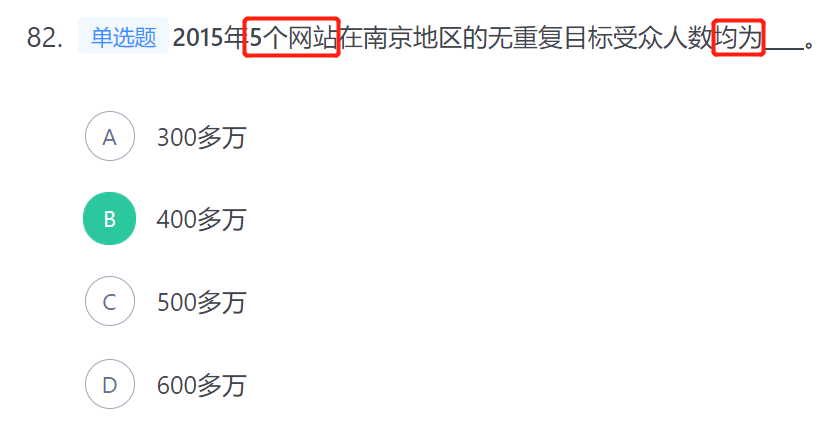 82. 单选题 2015年5个网站在南京地区的无重复目标受众人数均为___。
A 300多万
B 400多万
C 500多万
D 600多万